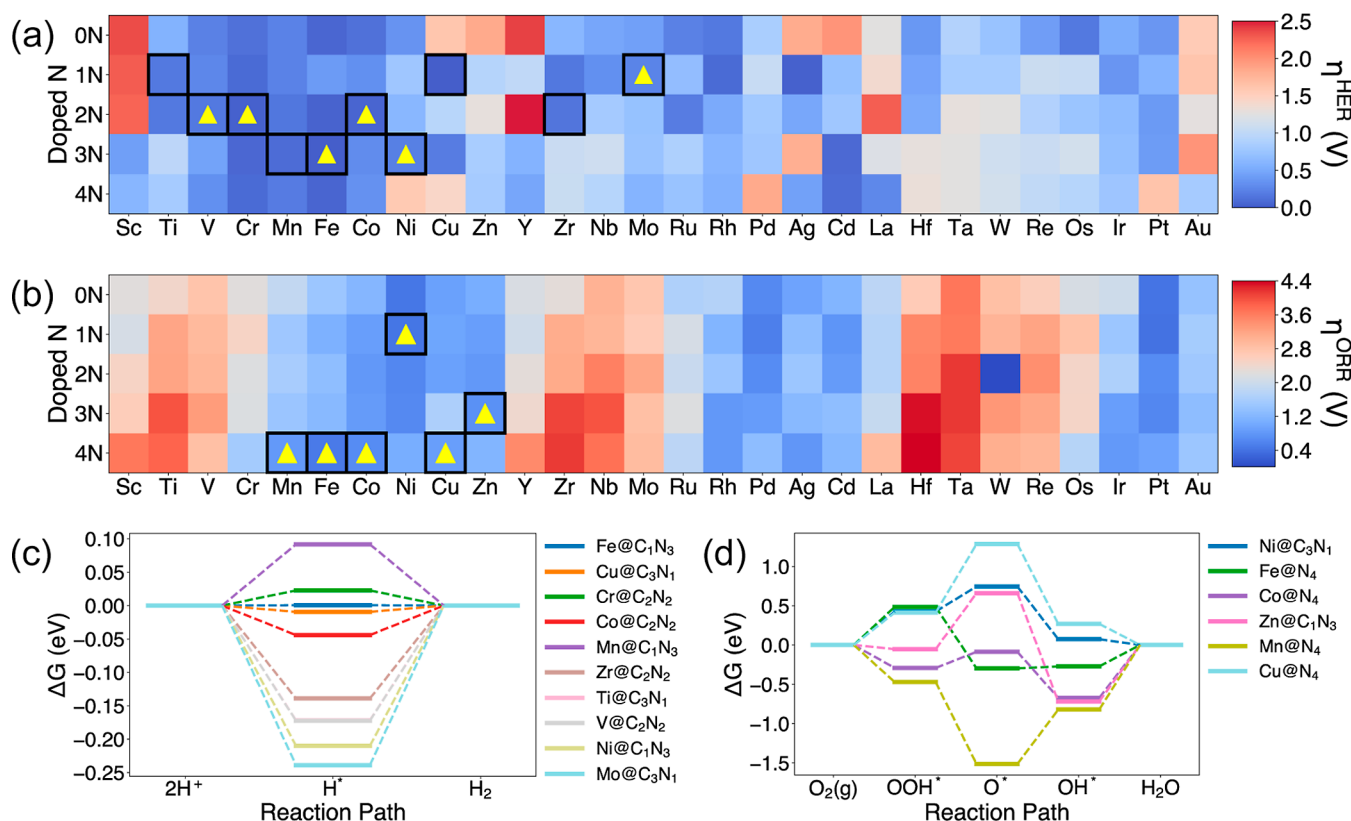 (a)
0N
1N
2N
3N
4N
Doped N
Sc Ti V Cr Mn Fe Co Ni Cu Zn Y Zr Nb Mo Ru Rh Pd Ag Cd La Hf Ta W Re Os Ir Pt Au
2.5
2.0
1.5
1.0
0.5
0.0
η^HER (V)
(b)
0N
1N
2N
3N
4N
Doped N
Sc Ti V Cr Mn Fe Co Ni Cu Zn Y Zr Nb Mo Ru Rh Pd Ag Cd La Hf Ta W Re Os Ir Pt Au
4.4
3.6
2.8
2.0
1.2
0.4
η^ORR (V)
(c)
0.10
0.05
0.00
−0.05
−0.10
−0.15
−0.20
−0.25
ΔG (eV)
2H⁺ H* H₂
Reaction Path
Fe@C₁N₃
Cu@C₃N₁
Cr@C₂N₂
Co@C₂N₂
Mn@C₁N₃
Zr@C₂N₂
Ti@C₃N₁
V@C₂N₂
Ni@C₁N₃
Mo@C₃N₁
(d)
1.0
0.5
0.0
−0.5
−1.0
−1.5
ΔG (eV)
O₂(g) OOH* O* OH* H₂O
Reaction Path
Ni@C₃N₁
Fe@N₄
Co@N₄
Zn@C₁N₃
Mn@N₄
Cu@N₄